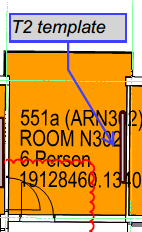 T2 template
551a (ARN302)
ROOM N302
6 Person
19128460.1340